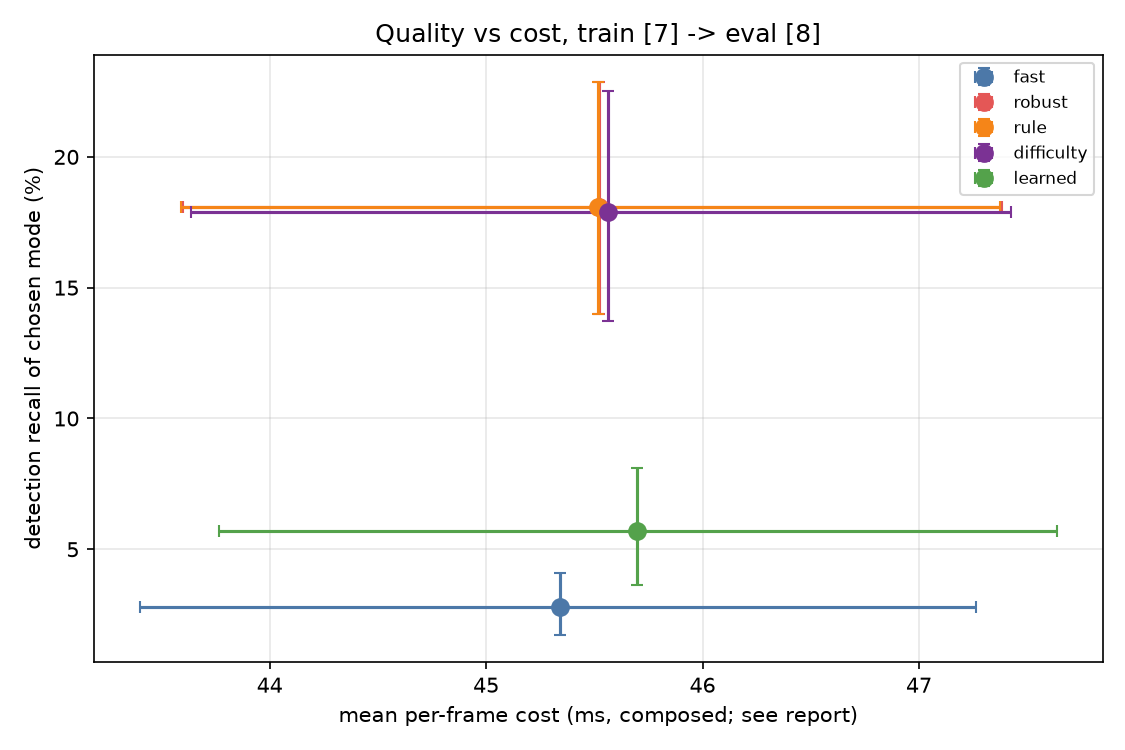 Quality vs cost, train [7] -> eval [8]
fast
robust
rule
difficulty
learned
detection recall of chosen mode (%)
20
15
10
5
44 45 46 47
mean per-frame cost (ms, composed; see report)